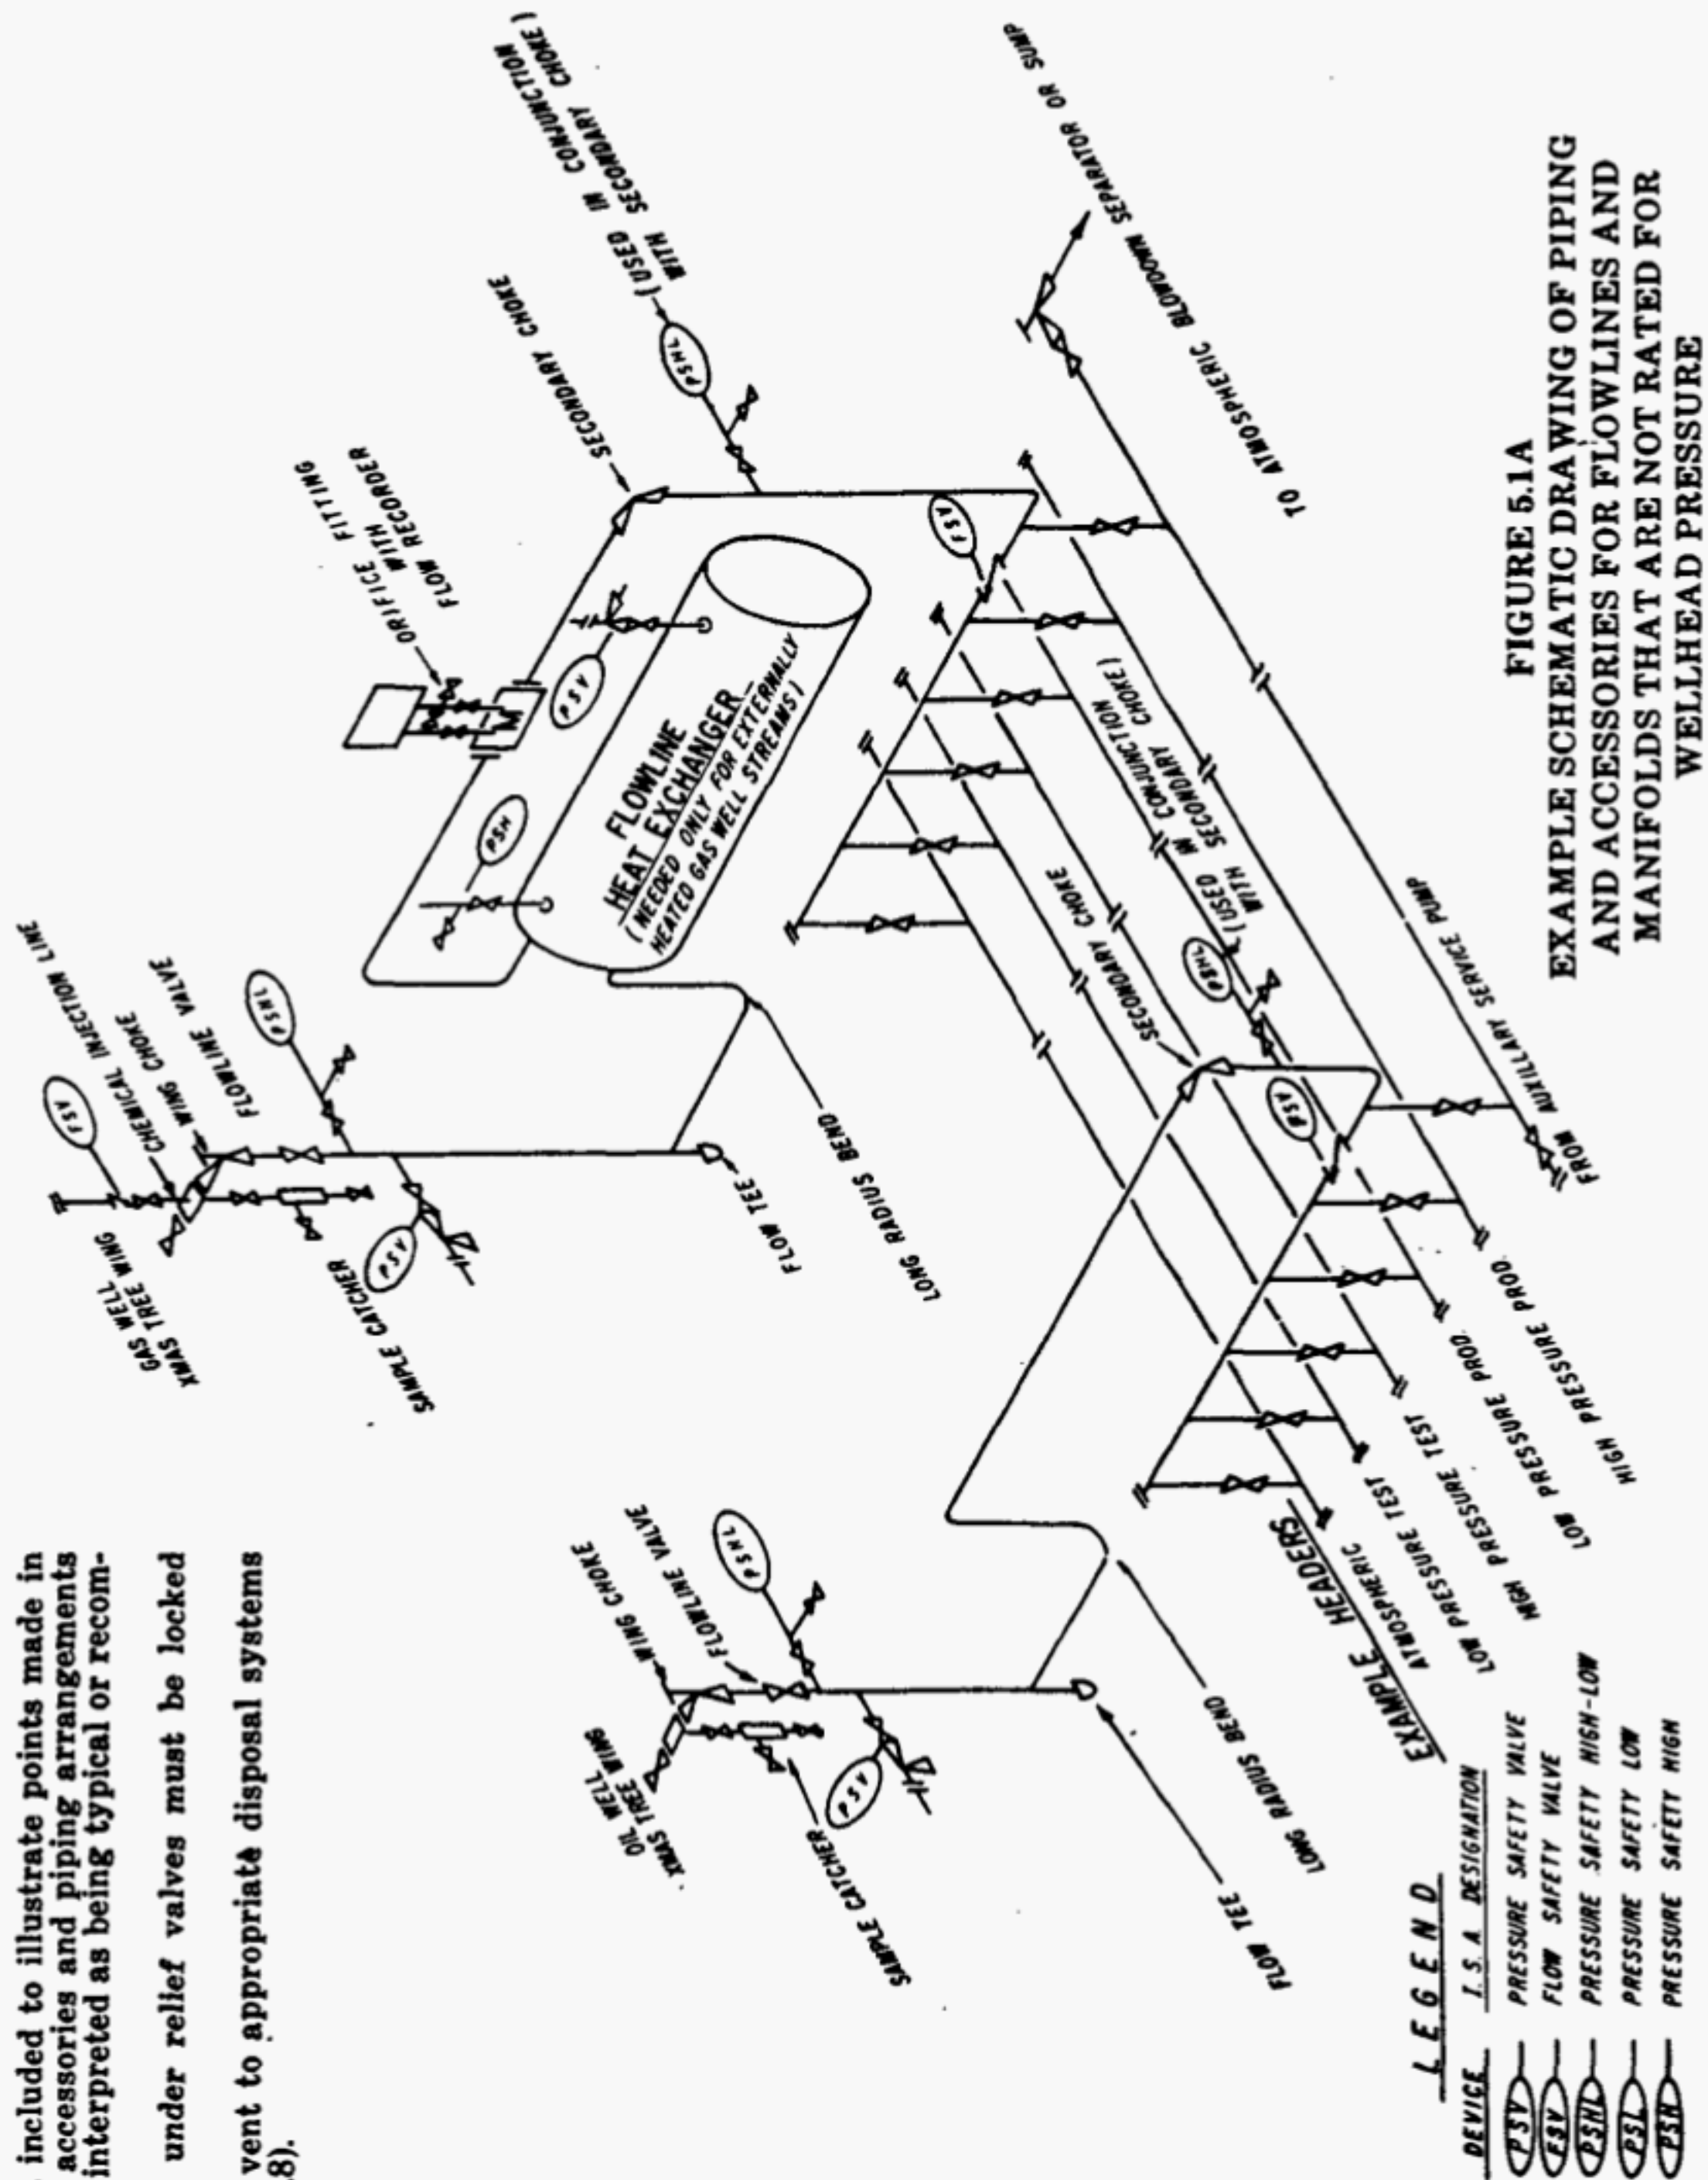 included to illustrate points made in
accessories and piping arrangements
interpreted as being typical or recom-
under relief valves must be locked
vent to appropriate disposal systems
8).
FSV
GAS WELL
XMAS TREE WING
CHEMICAL INJECTION LINE
WING CHOKE
FLOWLINE VALVE
PSHL
SAMPLE CATCHER
PSV
FLOW TEE
LONG RADIUS BEND
PSH
FLOWLINE
HEAT EXCHANGER
(NEEDED ONLY FOR EXTERNALLY
HEATED GAS WELL STREAMS)
PSV
M
ORIFICE FITTING
WITH
FLOW RECORDER
SECONDARY CHOKE
PSHL
(USED IN CONJUNCTION
WITH SECONDARY CHOKE)
FSV
OIL WELL
XMAS TREE WING
WING CHOKE
FLOWLINE VALVE
PSHL
SAMPLE CATCHER
PSV
FLOW TEE
LONG RADIUS BEND
SECONDARY CHOKE
PSHL
(USED IN CONJUNCTION
WITH SECONDARY CHOKE)
FSV
TO ATMOSPHERIC BLOWDOWN SEPARATOR OR SUMP
FROM AUXILLARY SERVICE PUMP
EXAMPLE HEADERS
ATMOSPHERIC
LOW PRESSURE TEST
HIGH PRESSURE TEST
LOW PRESSURE PROD
HIGH PRESSURE PROD
LEGEND
DEVICE I.S.A. DESIGNATION
PSV PRESSURE SAFETY VALVE
FSV FLOW SAFETY VALVE
PSHL PRESSURE SAFETY HIGH-LOW
PSL PRESSURE SAFETY LOW
PSH PRESSURE SAFETY HIGH
FIGURE 5.1A
EXAMPLE SCHEMATIC DRAWING OF PIPING
AND ACCESSORIES FOR FLOWLINES AND
MANIFOLDS THAT ARE NOT RATED FOR
WELLHEAD PRESSURE